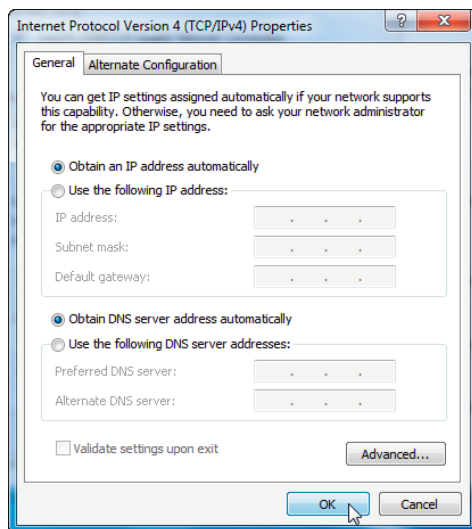 Internet Protocol Version 4 (TCP/IPv4) Properties
General
Alternate Configuration
You can get IP settings assigned automatically if your network supports
this capability. Otherwise, you need to ask your network administrator
for the appropriate IP settings.
Obtain an IP address automatically
Use the following IP address:
IP address:
Subnet mask:
Default gateway:
Obtain DNS server address automatically
Use the following DNS server addresses:
Preferred DNS server:
Alternate DNS server:
Validate settings upon exit
Advanced...
OK
Cancel